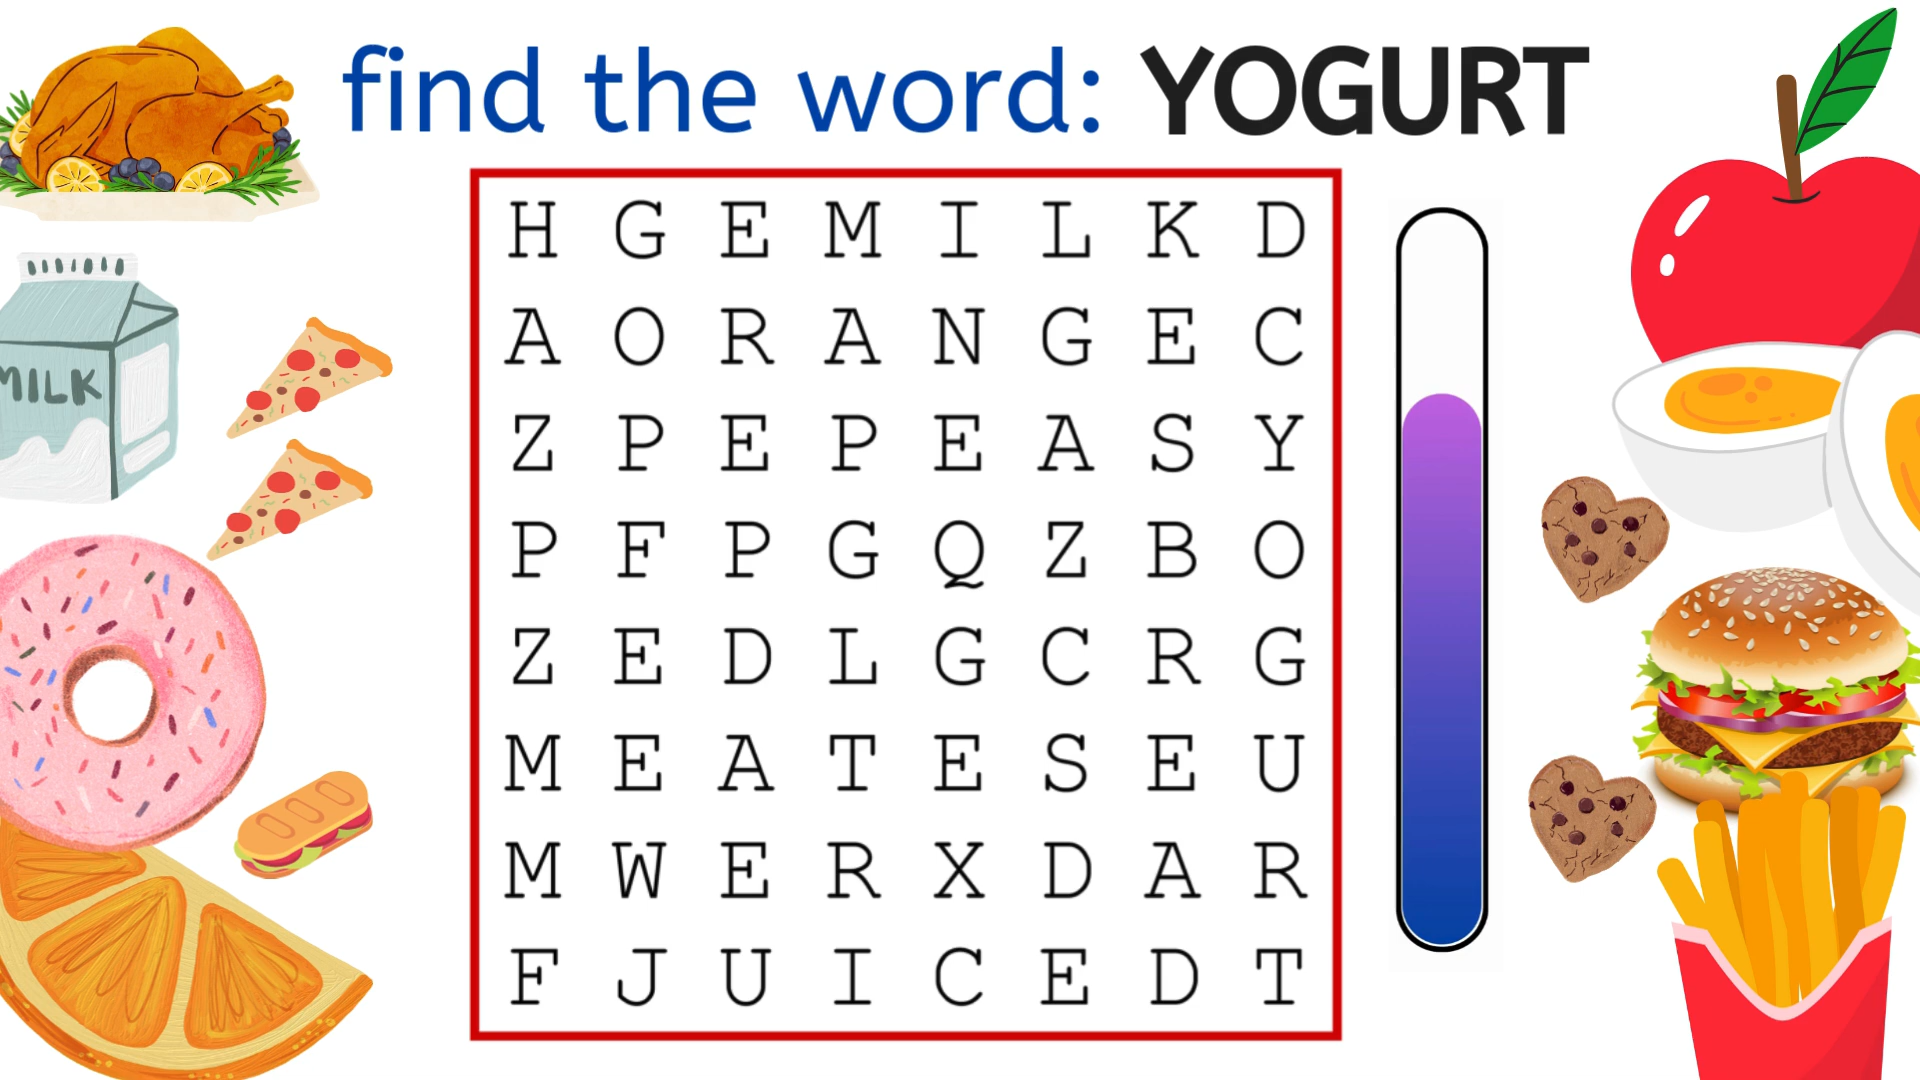 find the word: YOGURT
H G E M I L K D
A O R A N G E C
Z P E P E A S Y
P F P G Q Z B O
Z E D L G C R G
M E A T E S E U
M W E R X D A R
F J U I C E D T
MILK